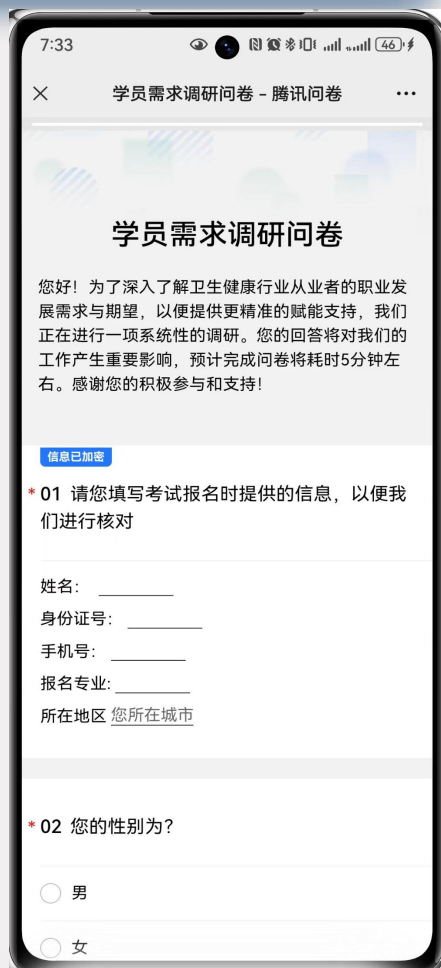 7:33
46
学员需求调研问卷 - 腾讯问卷
学员需求调研问卷
您好！为了深入了解卫生健康行业从业者的职业发
展需求与期望，以便提供更精准的赋能支持，我们
正在进行一项系统性的调研。您的回答将对我们的
工作产生重要影响，预计完成问卷将耗时5分钟左
右。感谢您的积极参与和支持！
信息已加密
* 01 请您填写考试报名时提供的信息，以便我
们进行核对
姓名：
身份证号：
手机号：
报名专业:
所在地区 您所在城市
* 02 您的性别为？
男
女